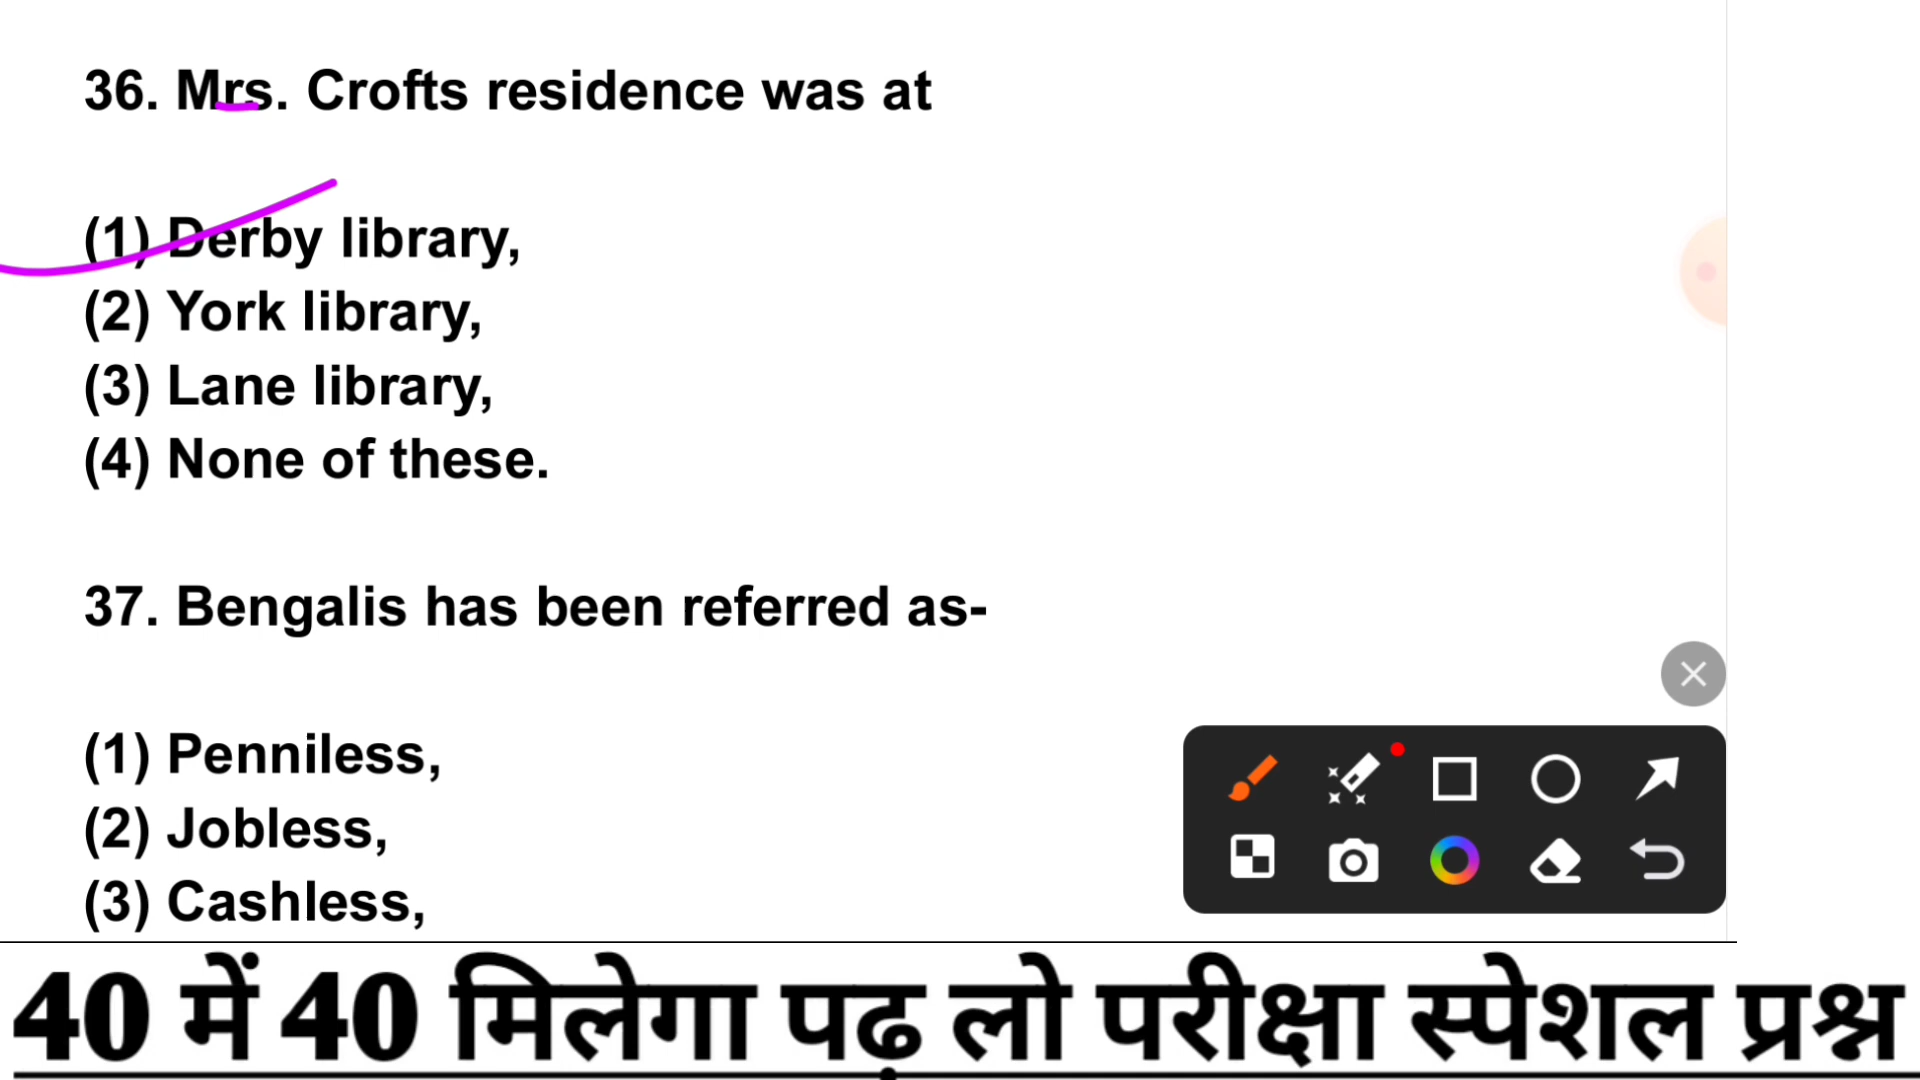 36. Mrs. Crofts residence was at
(1) Derby library,
(2) York library,
(3) Lane library,
(4) None of these.
37. Bengalis has been referred as-
(1) Penniless,
(2) Jobless,
(3) Cashless,
40 में 40 मिलेगा पढ़ लो परीक्षा स्पेशल प्रश्न